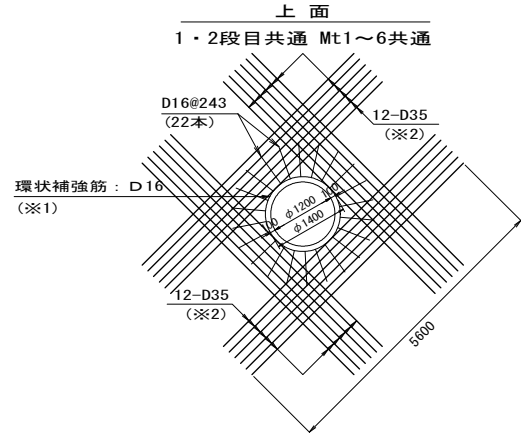 上 面
1・2段目共通 Mt1～6共通
D16@243
(22本)
12-D35
(※2)
環状補強筋：D16
(※1)
100
φ1200
100
φ1400
12-D35
(※2)
5600